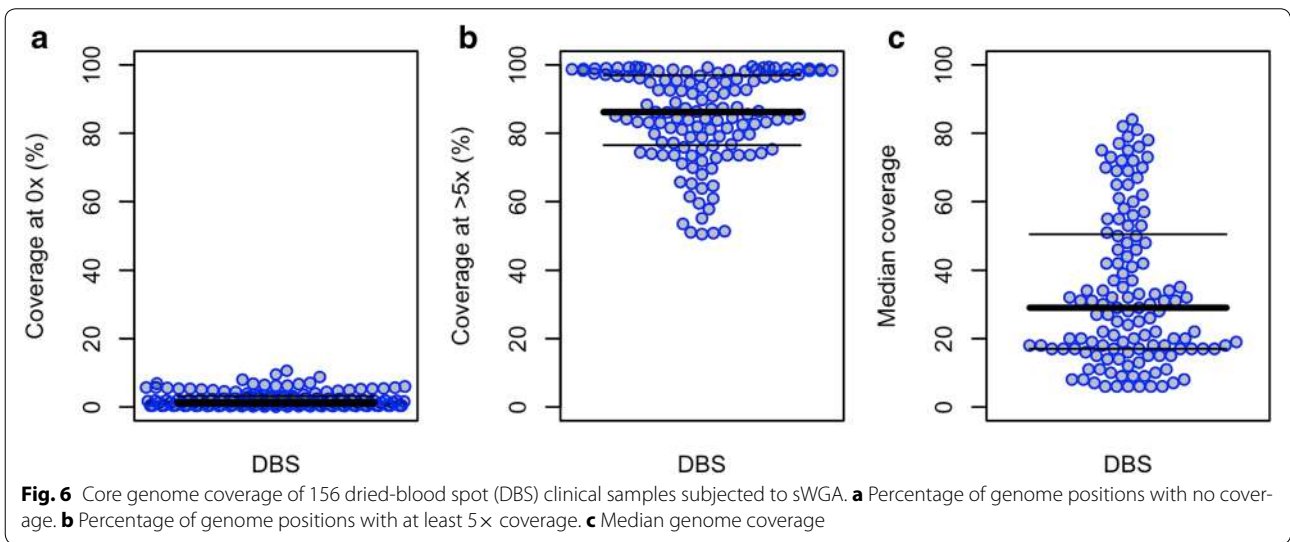 a
b
c
100
80
60
40
20
0
Coverage at 0x (%)
DBS
100
80
60
40
20
0
Coverage at >5x (%)
DBS
100
80
60
40
20
0
Median coverage
DBS
Fig. 6 Core genome coverage of 156 dried-blood spot (DBS) clinical samples subjected to sWGA. a Percentage of genome positions with no cover-
age. b Percentage of genome positions with at least 5× coverage. c Median genome coverage